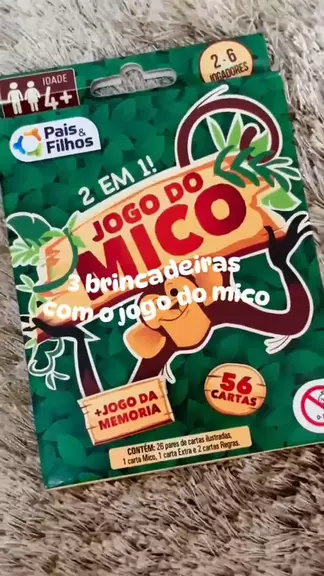 IDADE
4+
2 - 6
JOGADORES
Pais &
Filhos
2 EM 1!
JOGO DO
MICO
3 brincadeiras
com o jogo do mico
+JOGO DA
MEMORIA
56
CARTAS
CONTÉM: 26 pares de cartas ilustradas,
1 carta Mico, 1 carta Extra e 2 cartas Regras.